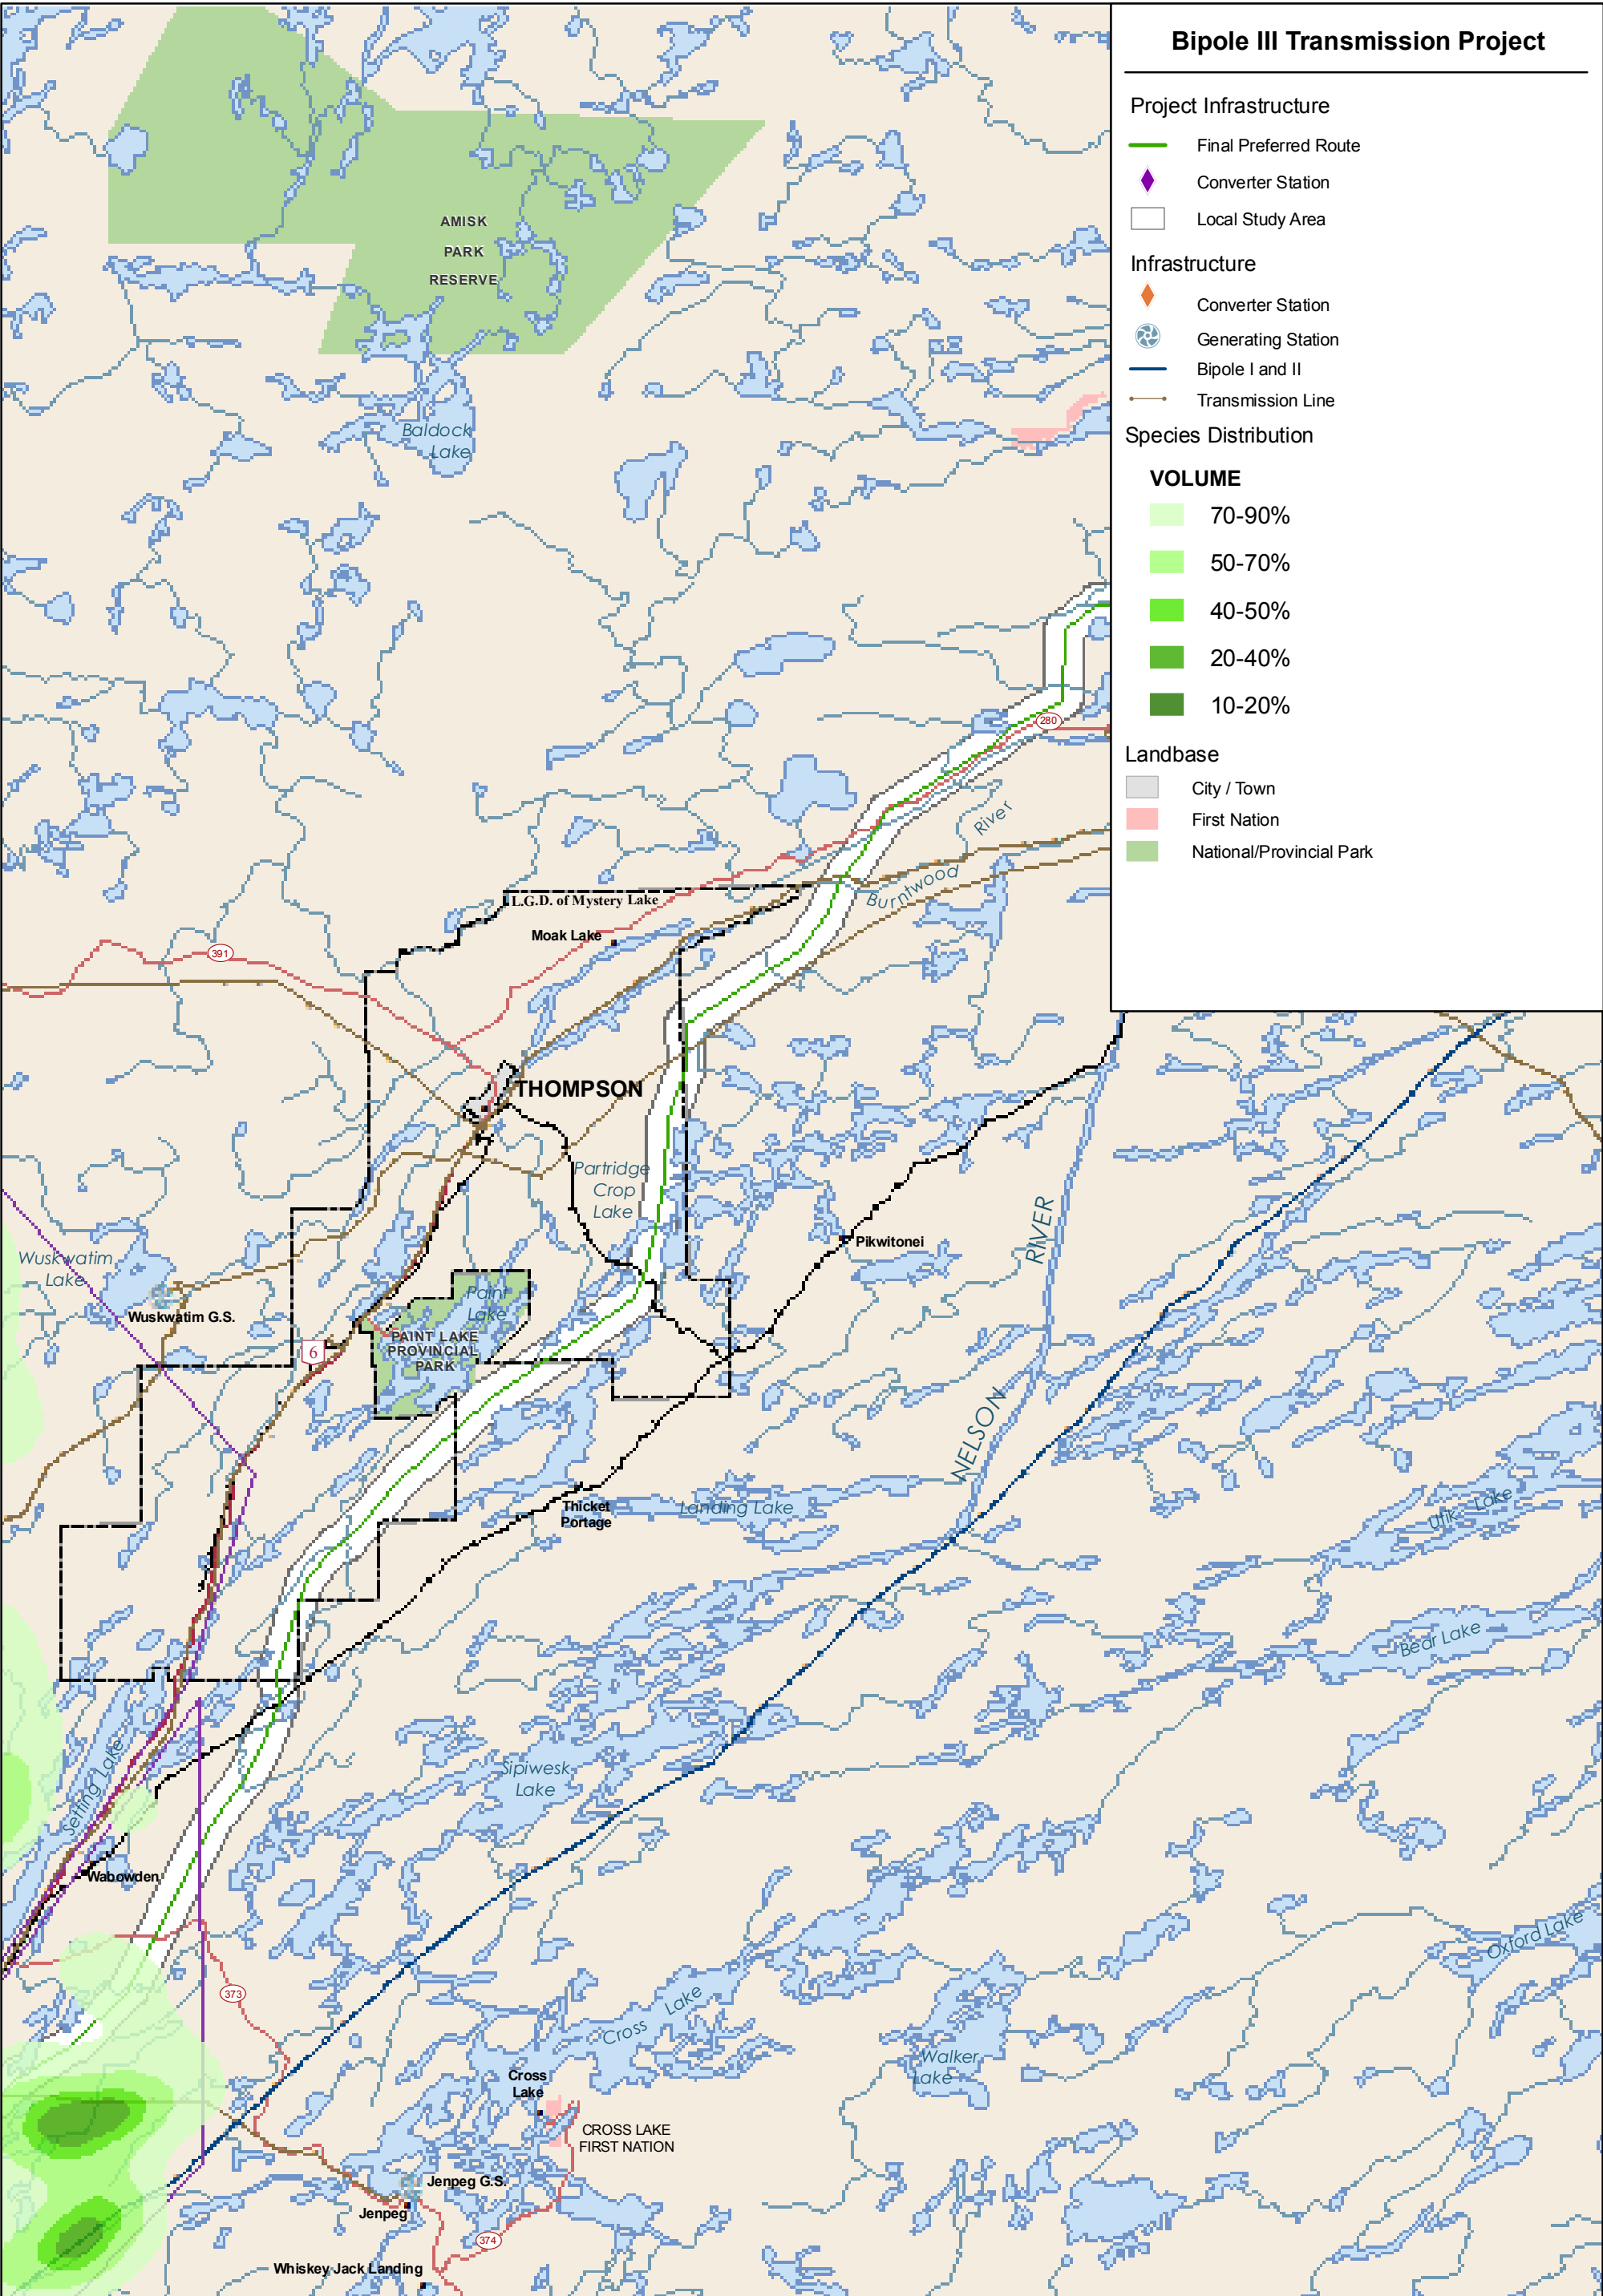 Bipole III Transmission Project
Project Infrastructure
Final Preferred Route
Converter Station
Local Study Area
Infrastructure
Converter Station
Generating Station
Bipole I and II
Transmission Line
Species Distribution
VOLUME
70-90%
50-70%
40-50%
20-40%
10-20%
Landbase
City / Town
First Nation
National/Provincial Park
AMISK
PARK
RESERVE
Baldock
Lake
280
River
Burntwood
L.G.D. of Mystery Lake
Moak Lake
391
THOMPSON
Partridge
Crop
Lake
RIVER
Pikwitonei
Wuskwatim
Lake
Wuskwatim G.S.
Paint
Lake
6
PAINT LAKE
PROVINCIAL
PARK
NELSON
Thicket
Portage
Landing Lake
Utik Lake
Bear Lake
Setting Lake
Sipiwesk
Lake
Wabowden
Oxford Lake
373
Cross Lake
Walker
Lake
Cross
Lake
CROSS LAKE
FIRST NATION
Jenpeg G.S.
Jenpeg
374
Whiskey Jack Landing